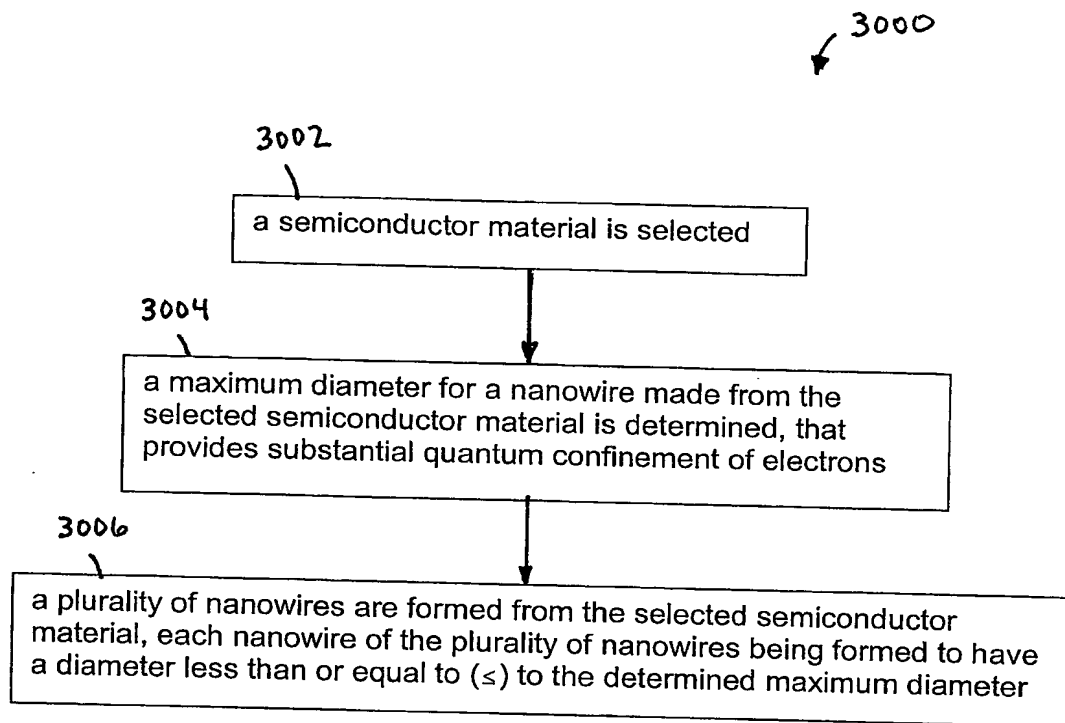 3000
3002
a semiconductor material is selected
3004
a maximum diameter for a nanowire made from the
selected semiconductor material is determined, that
provides substantial quantum confinement of electrons
3006
a plurality of nanowires are formed from the selected semiconductor
material, each nanowire of the plurality of nanowires being formed to have
a diameter less than or equal to (≤) to the determined maximum diameter